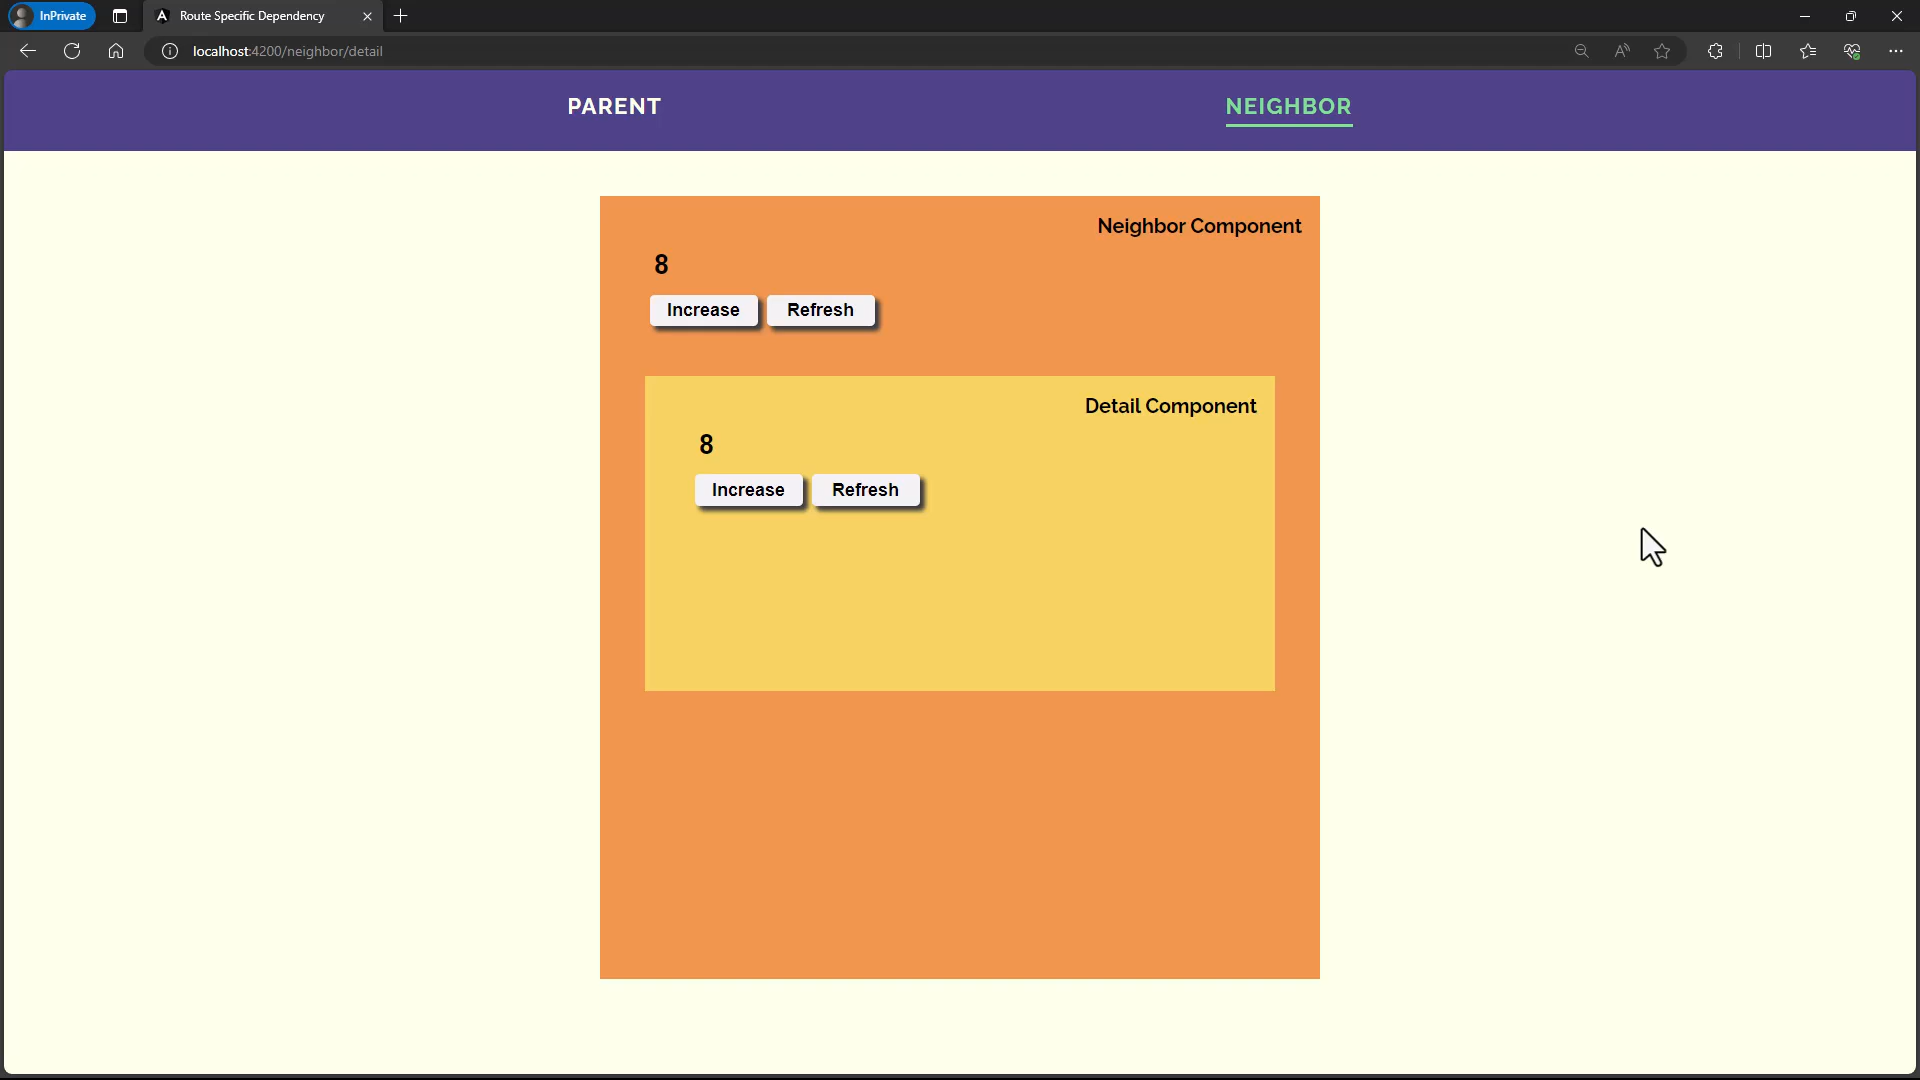 InPrivate
Route Specific Dependency
localhost:4200/neighbor/detail
PARENT
NEIGHBOR
Neighbor Component
8
Increase Refresh
Detail Component
8
Increase Refresh